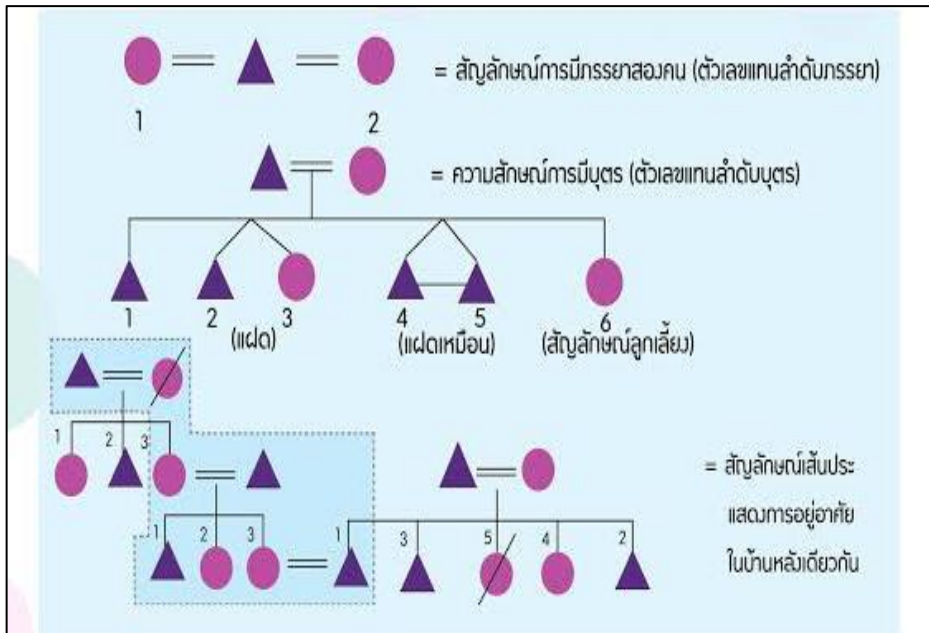 = สัญลักษณ์การมีภรรยาสองคน (ตัวเลขแทนลำดับภรรยา)
1 2
= ความสักษณ์การมีบุตร (ตัวเลขแทนลำดับบุตร)
1 2 3 4 5 6
(แฝด) (แฝดเหมือน) (สัญลักษณ์ลูกเลี้ยง)
1 2 3
= สัญลักษณ์เส้นประ
แสดงการอยู่อาศัย
ในบ้านหลังเดียวกัน
1 2 3 1 3 5 4 2